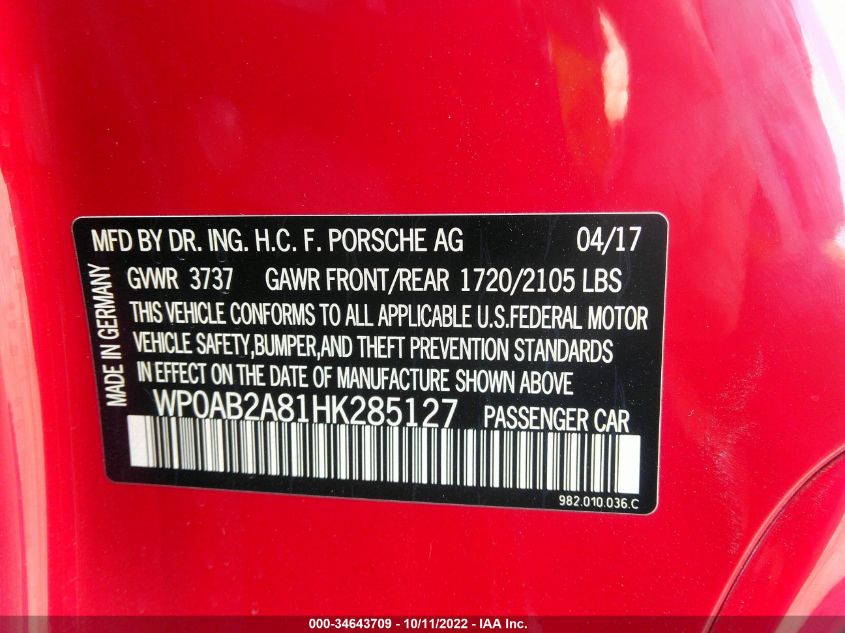 MFD BY DR. ING. H.C. F. PORSCHE AG 04/17
GVWR 3737 GAWR FRONT/REAR 1720/2105 LBS
THIS VEHICLE CONFORMS TO ALL APPLICABLE U.S.FEDERAL MOTOR
VEHICLE SAFETY,BUMPER,AND THEFT PREVENTION STANDARDS
IN EFFECT ON THE DATE OF MANUFACTURE SHOWN ABOVE
WP0AB2A81HK285127 PASSENGER CAR
MADE IN GERMANY
982.010.036.C
000-34643709 - 10/11/2022 - IAA Inc.